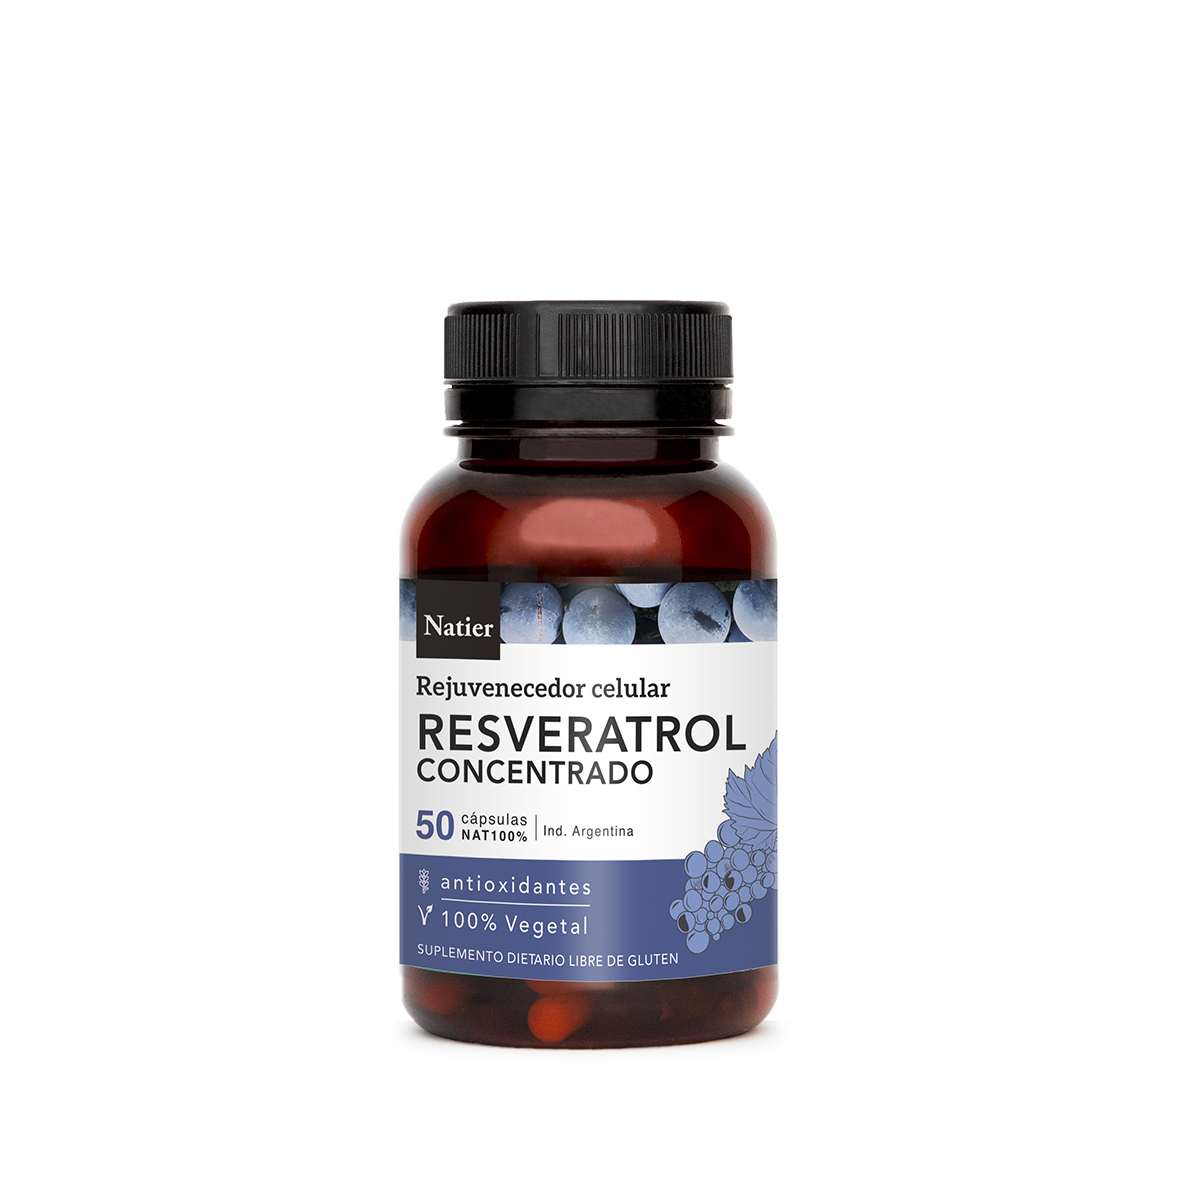 Natier
Rejuvenecedor celular
RESVERATROL
CONCENTRADO
50 cápsulas
NAT100%
Ind. Argentina
antioxidantes
100% Vegetal
SUPLEMENTO DIETARIO LIBRE DE GLUTEN